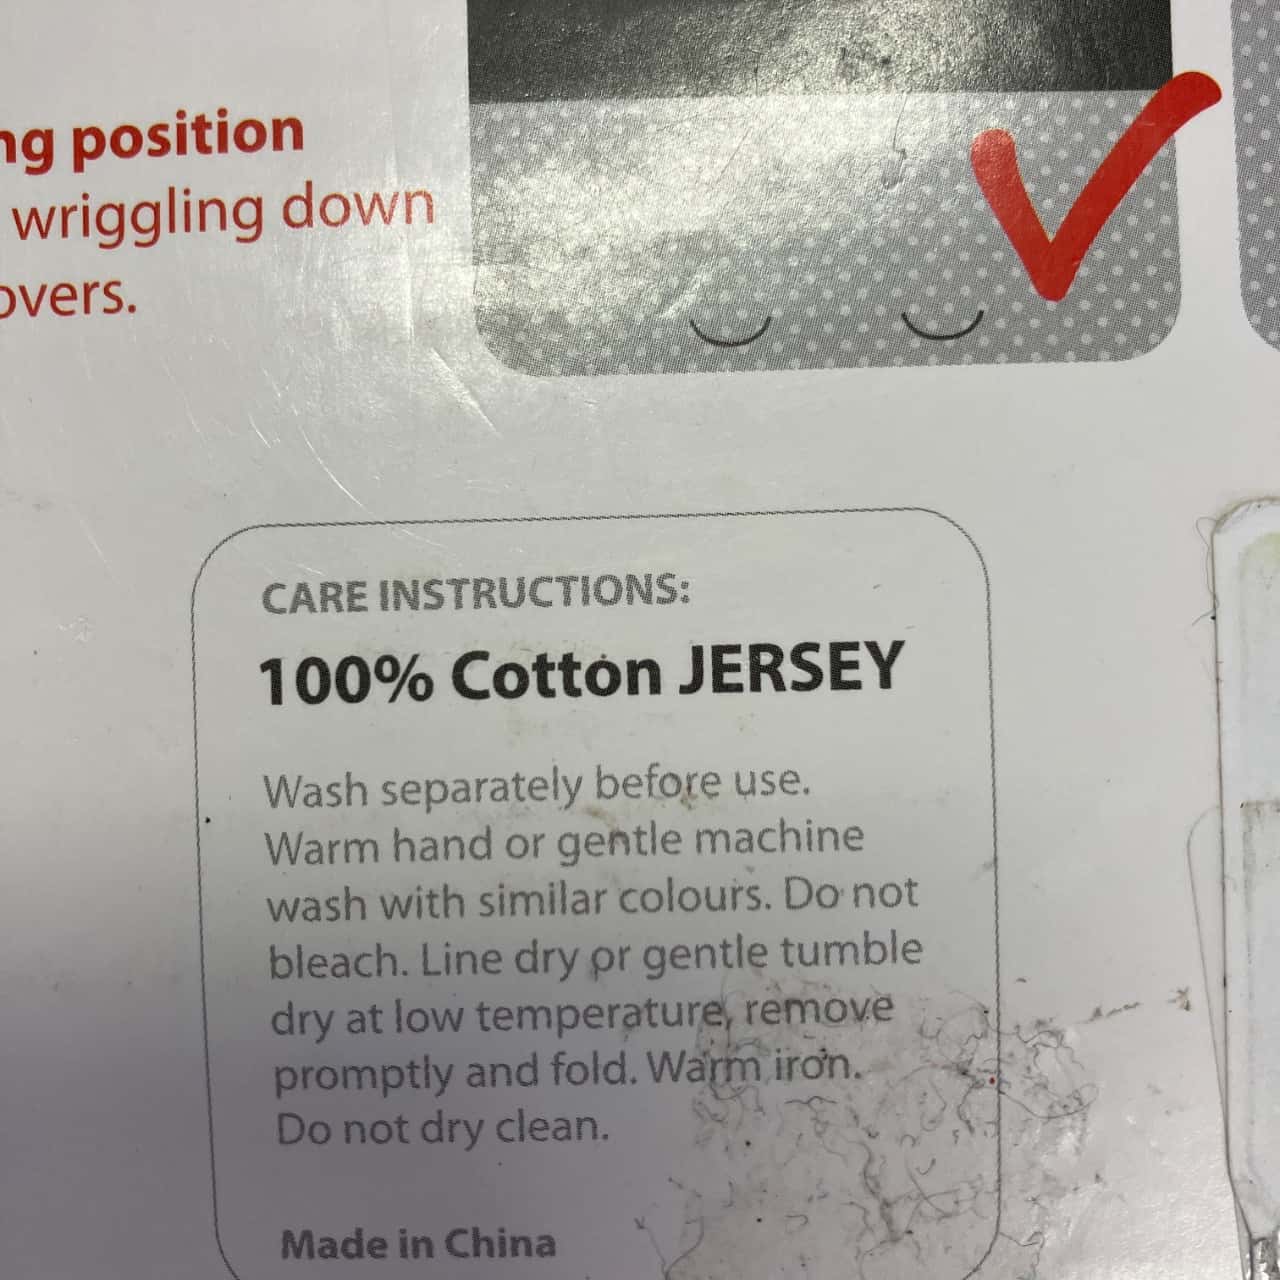 ng position
wriggling down
overs.
CARE INSTRUCTIONS:
100% Cotton JERSEY
Wash separately before use.
Warm hand or gentle machine
wash with similar colours. Do not
bleach. Line dry or gentle tumble
dry at low temperature, remove
promptly and fold. Warm iron.
Do not dry clean.
Made in China